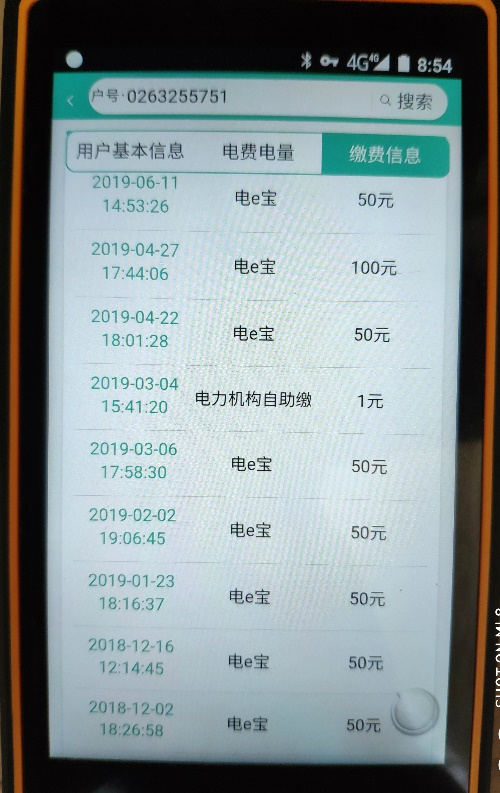 4G 4G 8:54
户号·0263255751 搜索
用户基本信息 电费电量 缴费信息
2019-06-11
14:53:26 电e宝 50元
2019-04-27
17:44:06 电e宝 100元
2019-04-22
18:01:28 电e宝 50元
2019-03-04
15:41:20 电力机构自助缴 1元
2019-03-06
17:58:30 电e宝 50元
2019-02-02
19:06:45 电e宝 50元
2019-01-23
18:16:37 电e宝 50元
2018-12-16
12:14:45 电e宝 50元
2018-12-02
18:26:58 电e宝 50元
SHOT ON MI 8